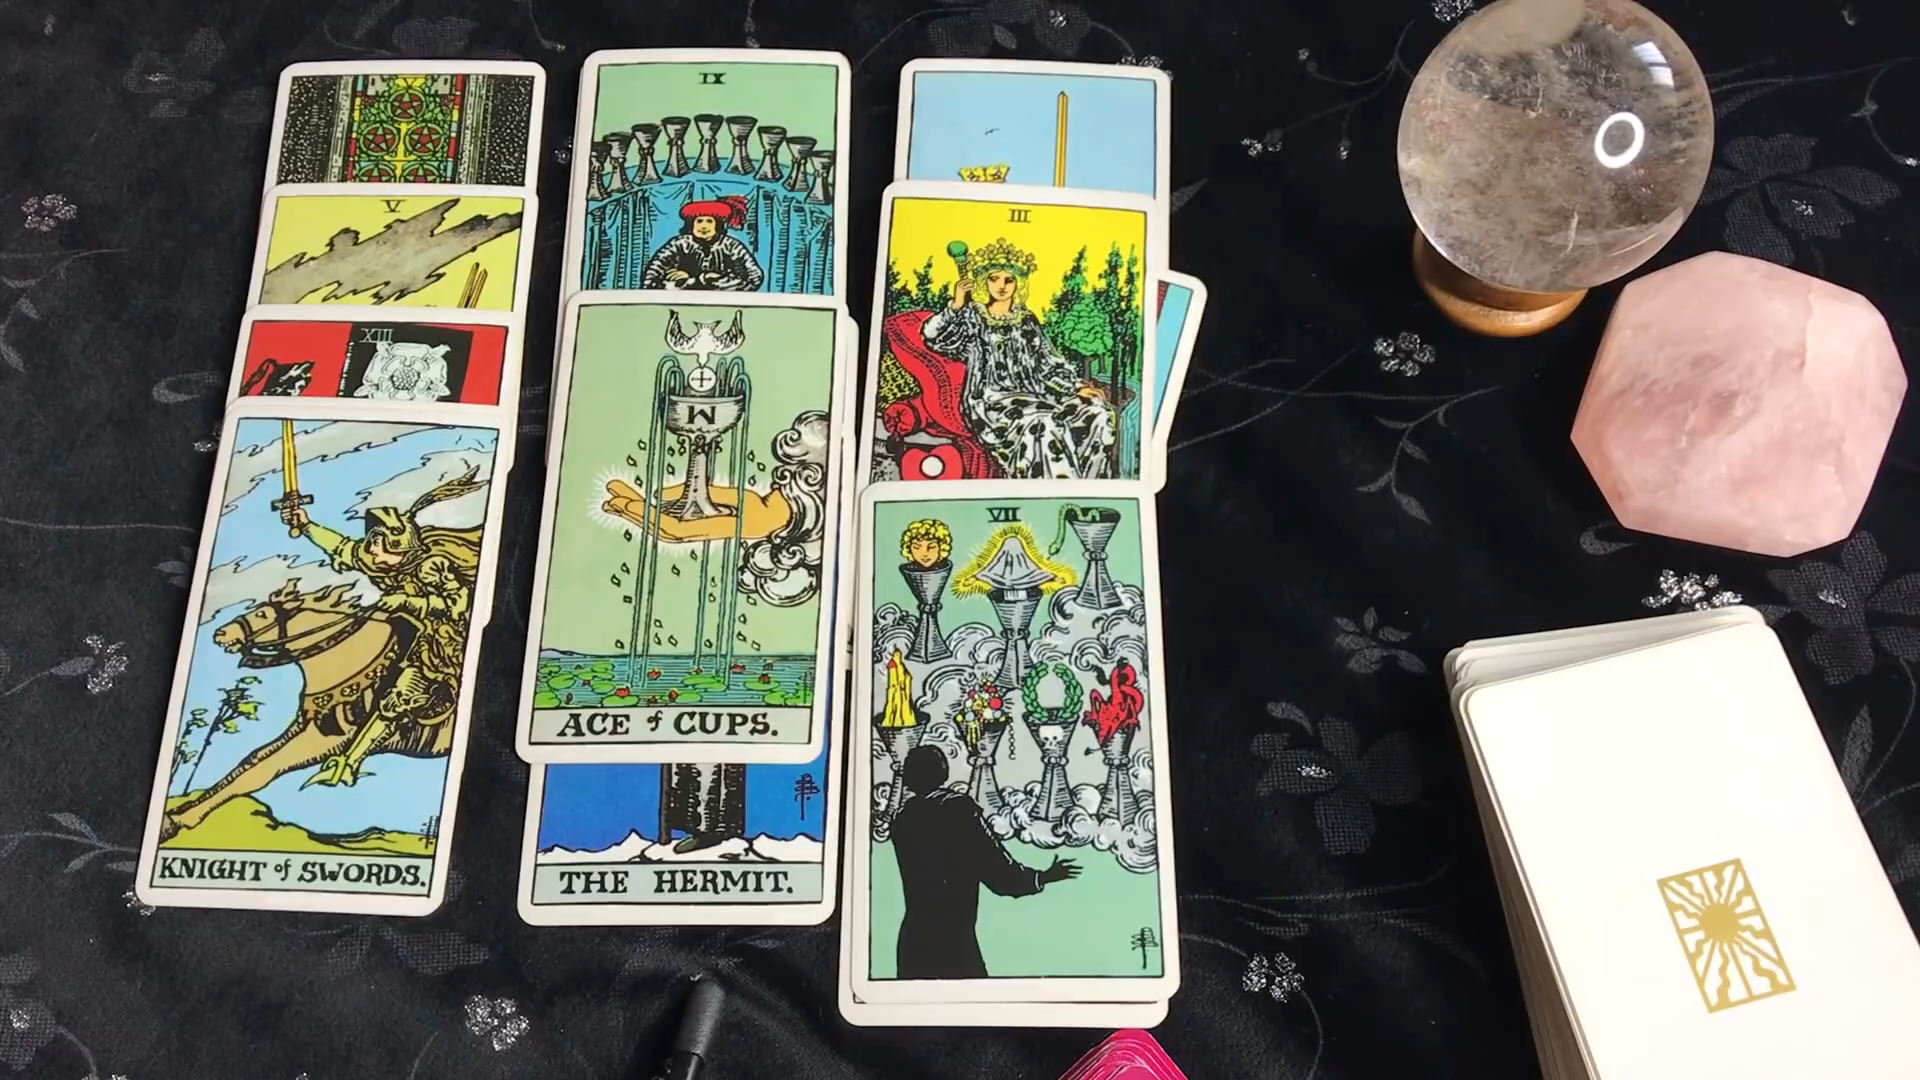 IX
V
III
XIII
W
VII
ACE of CUPS.
KNIGHT of SWORDS.
THE HERMIT.